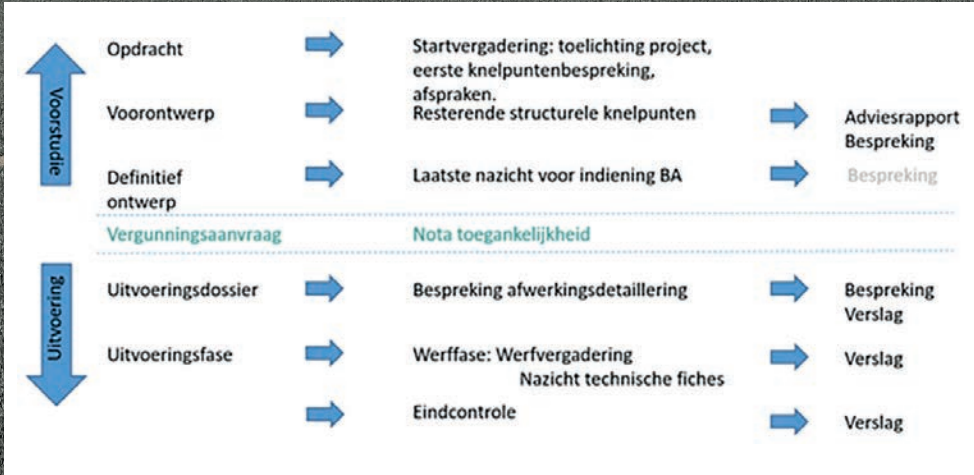 Voorstudie
Opdracht
Startvergadering: toelichting project,
eerste knelpuntenbespreking,
afspraken.
Voorontwerp
Resterende structurele knelpunten
Adviesrapport
Bespreking
Definitief
ontwerp
Laatste nazicht voor indiening BA
Bespreking
Vergunningsaanvraag
Nota toegankelijkheid
Uitvoering
Uitvoeringsdossier
Bespreking afwerkingsdetaillering
Bespreking
Verslag
Uitvoeringsfase
Werffase: Werfvergadering
Nazicht technische fiches
Verslag
Eindcontrole
Verslag